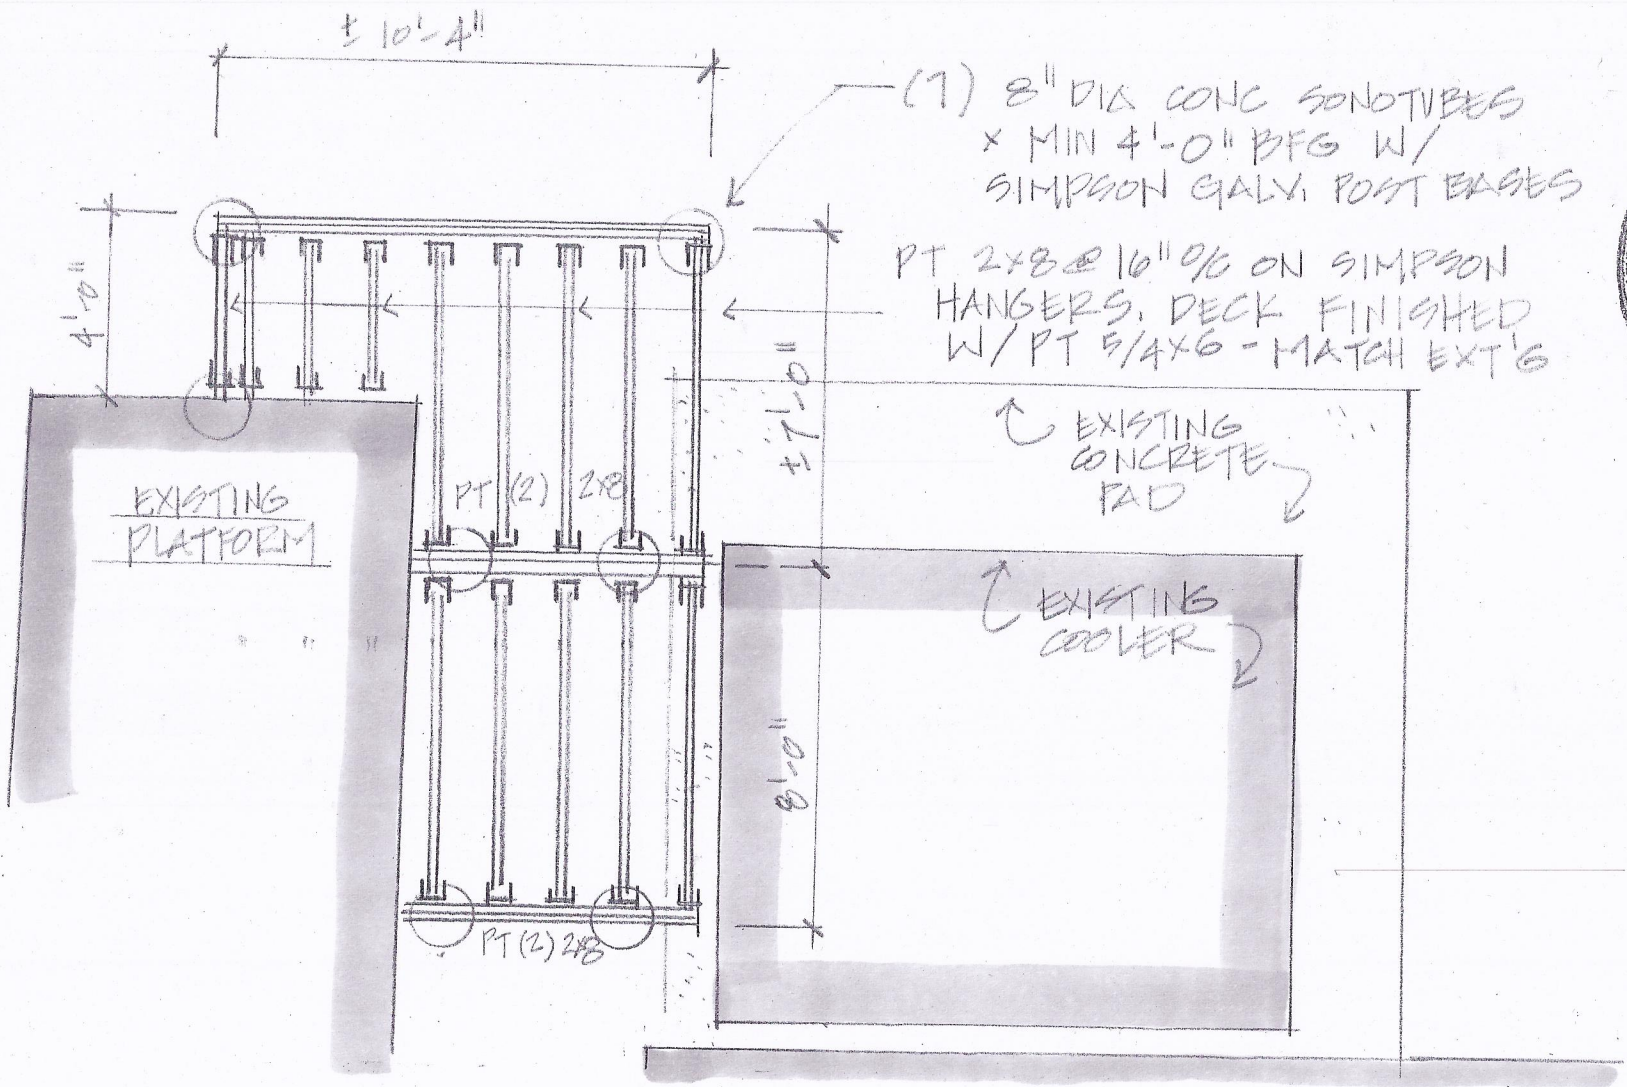 ± 10'-4"
(7) 8" DIA CONC SONOTUBES
x MIN 4'-0" BFG W/
SIMPSON GALV. POST BASES
4'-0"
PT 2x8 @ 16" O/C ON SIMPSON
HANGERS. DECK FINISHED
W/ PT 5/4x6 - MATCH EXT'G
±7'-0"
EXISTING
CONCRETE
PAD
PT (2) 2x8
EXISTING
PLATFORM
EXISTING
COOLER
8'-0"
PT (2) 2x8